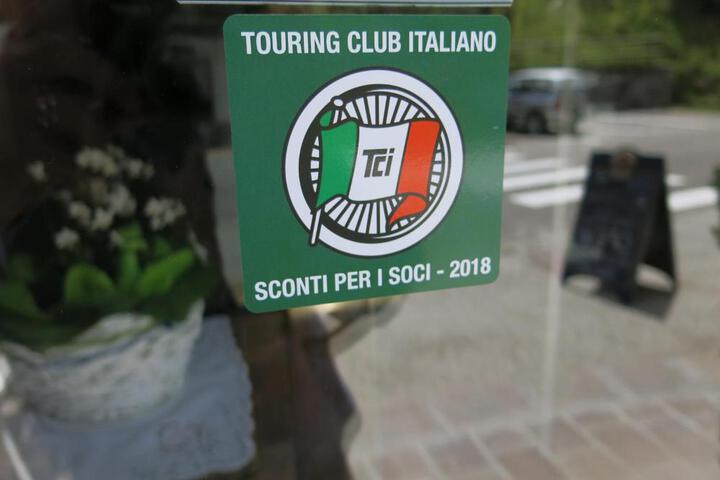 TOURING CLUB ITALIANO
Tci
SCONTI PER I SOCI - 2018